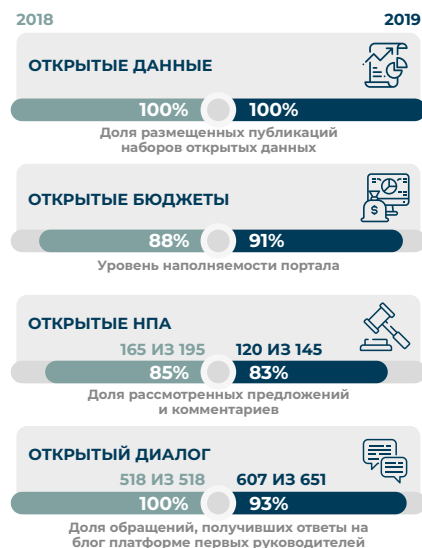 2018 2019
ОТКРЫТЫЕ ДАННЫЕ
100% 100%
Доля размещенных публикаций
наборов открытых данных
ОТКРЫТЫЕ БЮДЖЕТЫ
$
88% 91%
Уровень наполняемости портала
ОТКРЫТЫЕ НПА
165 ИЗ 195 120 ИЗ 145
85% 83%
Доля рассмотренных предложений
и комментариев
ОТКРЫТЫЙ ДИАЛОГ
518 ИЗ 518 607 ИЗ 651
100% 93%
Доля обращений, получивших ответы на
блог платформе первых руководителей